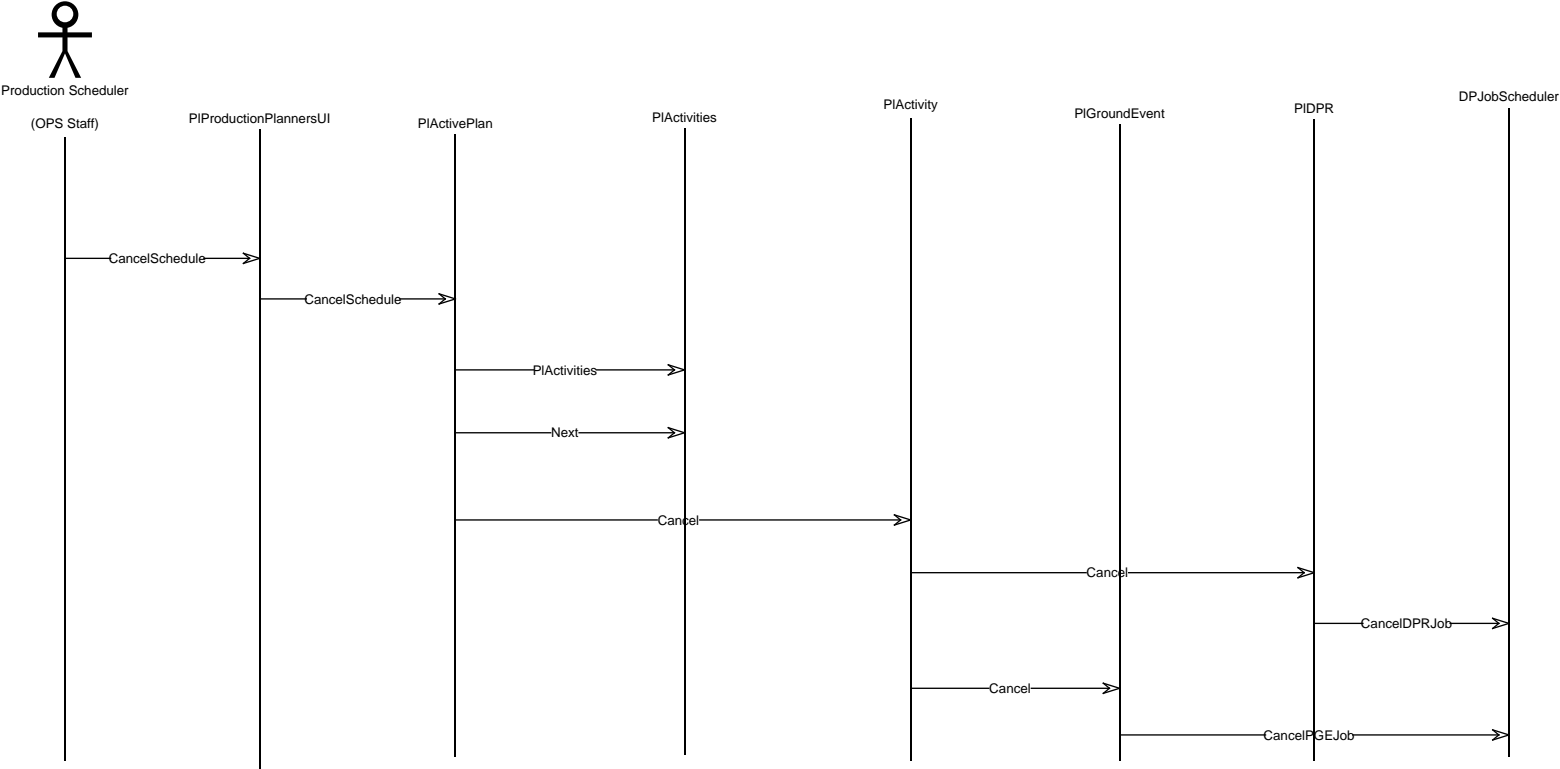 Production Scheduler
(OPS Staff)
PlProductionPlannersUI
PlActivePlan
PlActivities
PlActivity
PlGroundEvent
PlDPR
DPJobScheduler
CancelSchedule
CancelSchedule
PlActivities
Next
Cancel
Cancel
CancelDPRJob
Cancel
CancelPGEJob